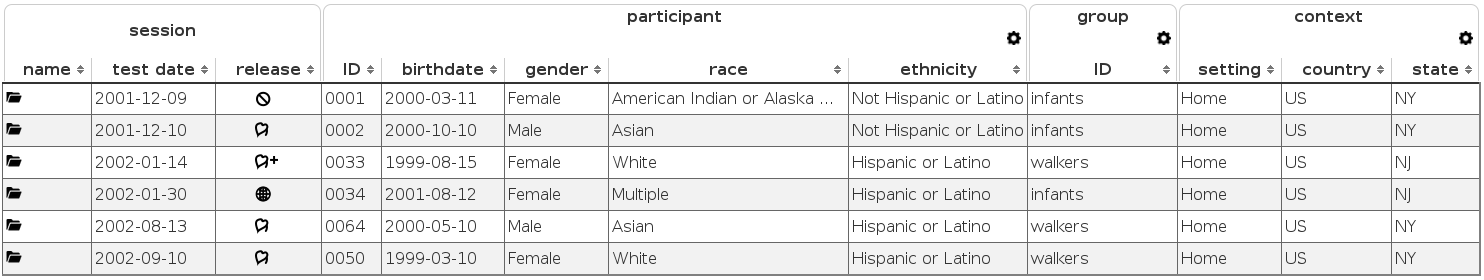 session participant group context
name test date release ID birthdate gender race ethnicity ID setting country state
2001-12-09 0001 2000-03-11 Female American Indian or Alaska ... Not Hispanic or Latino infants Home US NY
2001-12-10 0002 2000-10-10 Male Asian Not Hispanic or Latino infants Home US NY
2002-01-14 0033 1999-08-15 Female White Hispanic or Latino walkers Home US NJ
2002-01-30 0034 2001-08-12 Female Multiple Hispanic or Latino infants Home US NJ
2002-08-13 0064 2000-05-10 Male Asian Hispanic or Latino walkers Home US NY
2002-09-10 0050 1999-03-10 Female White Hispanic or Latino walkers Home US NY